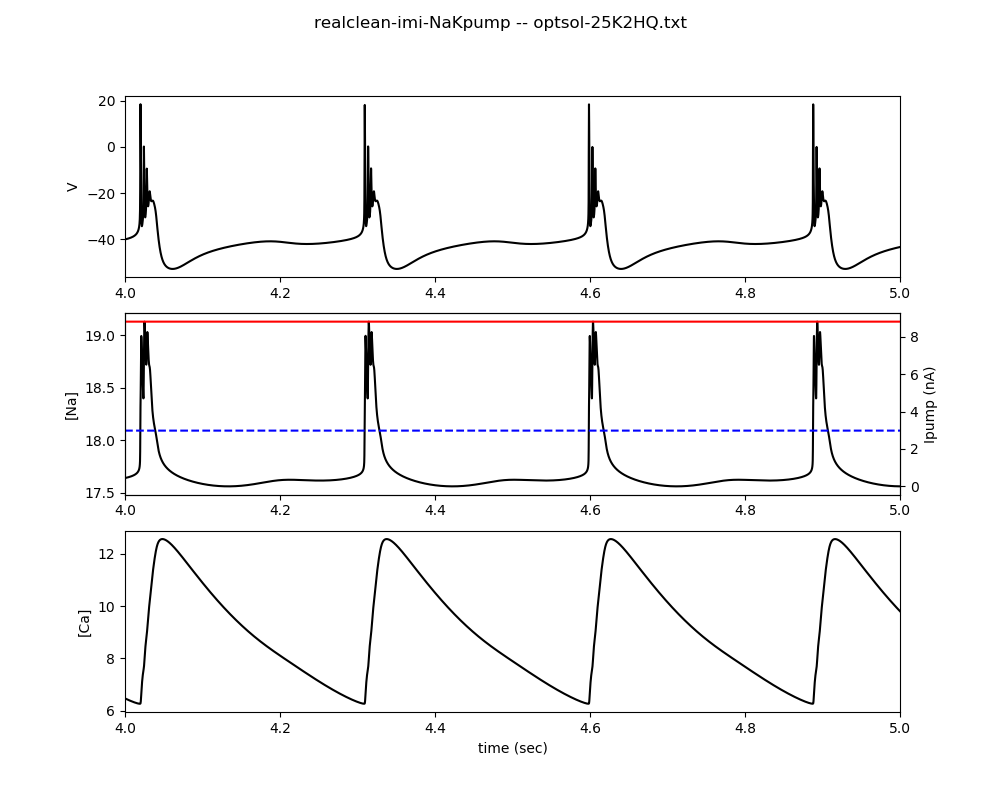 realclean-imi-NaKpump -- optsol-25K2HQ.txt
20
0
−20
−40
V
4.0 4.2 4.4 4.6 4.8 5.0
19.0
18.5
18.0
17.5
[Na]
8
6
4
2
0
Ipump (nA)
4.0 4.2 4.4 4.6 4.8 5.0
12
10
8
6
[Ca]
4.0 4.2 4.4 4.6 4.8 5.0
time (sec)